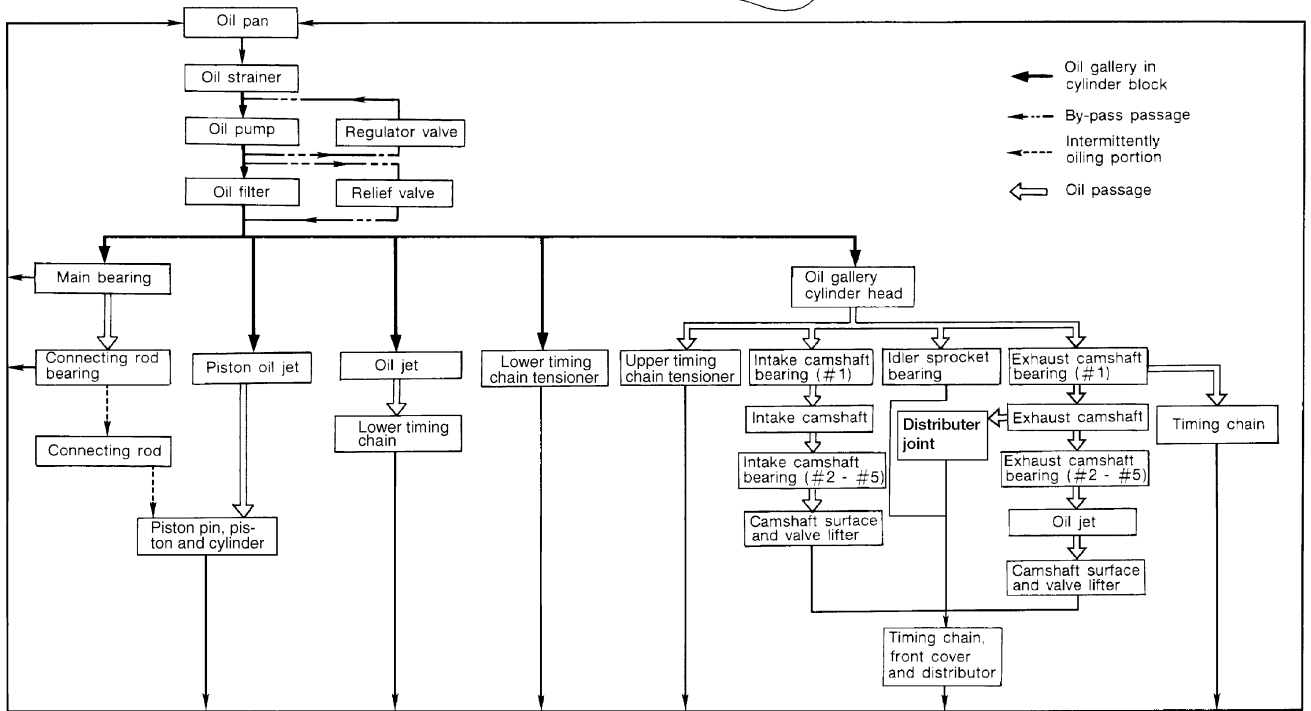 Oil pan
Oil strainer
Oil pump
Regulator valve
Oil filter
Relief valve
Oil gallery in
cylinder block
By-pass passage
Intermittently
oiling portion
Oil passage
Main bearing
Oil gallery
cylinder head
Connecting rod
bearing
Piston oil jet
Oil jet
Lower timing
chain tensioner
Upper timing
chain tensioner
Intake camshaft
bearing (#1)
Idler sprocket
bearing
Exhaust camshaft
bearing (#1)
Lower timing
chain
Intake camshaft
Distributer
joint
Exhaust camshaft
Timing chain
Connecting rod
Intake camshaft
bearing (#2 - #5)
Exhaust camshaft
bearing (#2 - #5)
Piston pin, pis-
ton and cylinder
Camshaft surface
and valve lifter
Oil jet
Camshaft surface
and valve lifter
Timing chain,
front cover
and distributor